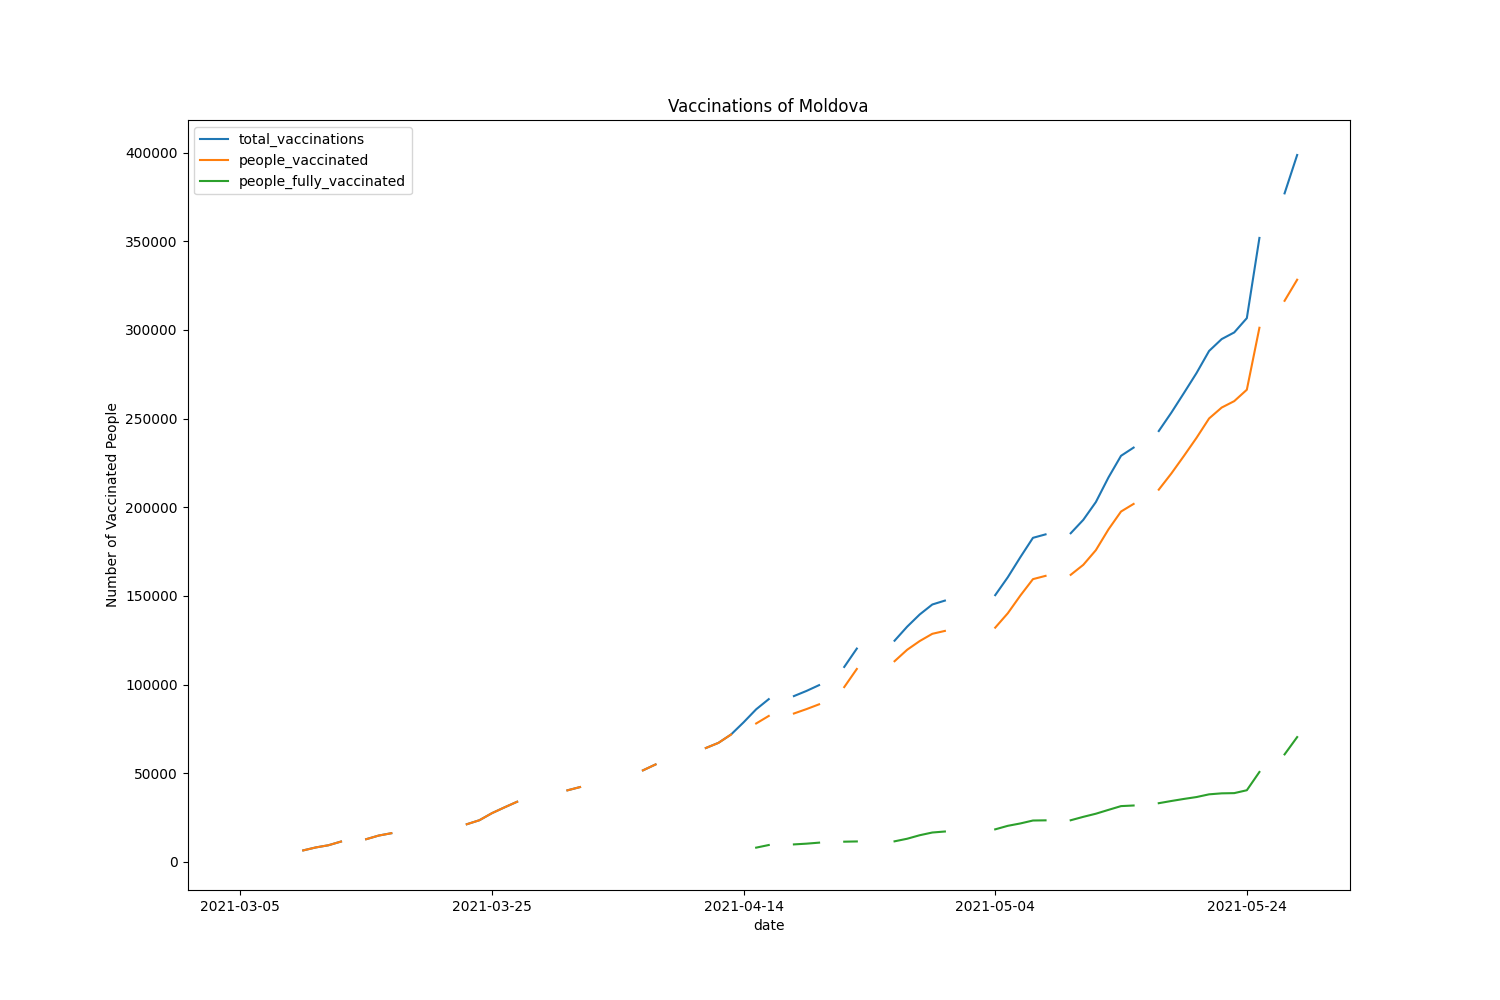 Vaccinations of Moldova
total_vaccinations
people_vaccinated
people_fully_vaccinated
400000
350000
300000
250000
200000
150000
100000
50000
0
Number of Vaccinated People
2021-03-05 2021-03-25 2021-04-14 2021-05-04 2021-05-24
date